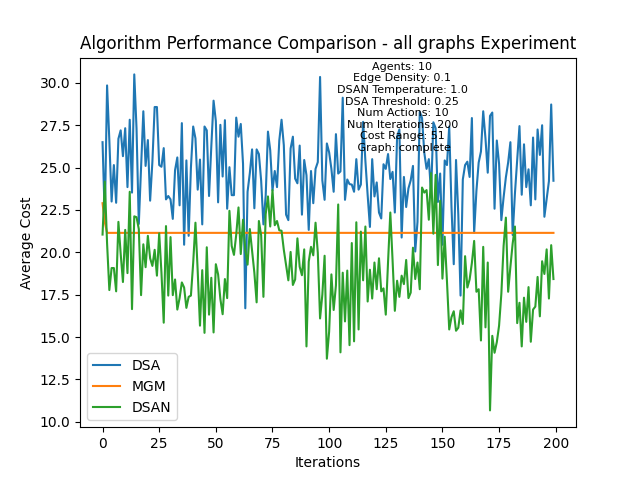 Algorithm Performance Comparison - all graphs Experiment
Agents: 10
Edge Density: 0.1
DSAN Temperature: 1.0
DSA Threshold: 0.25
Num Actions: 10
Num Iterations: 200
Cost Range: 51
Graph: complete
Average Cost
30.0
27.5
25.0
22.5
20.0
17.5
15.0
12.5
10.0
DSA
MGM
DSAN
0 25 50 75 100 125 150 175 200
Iterations